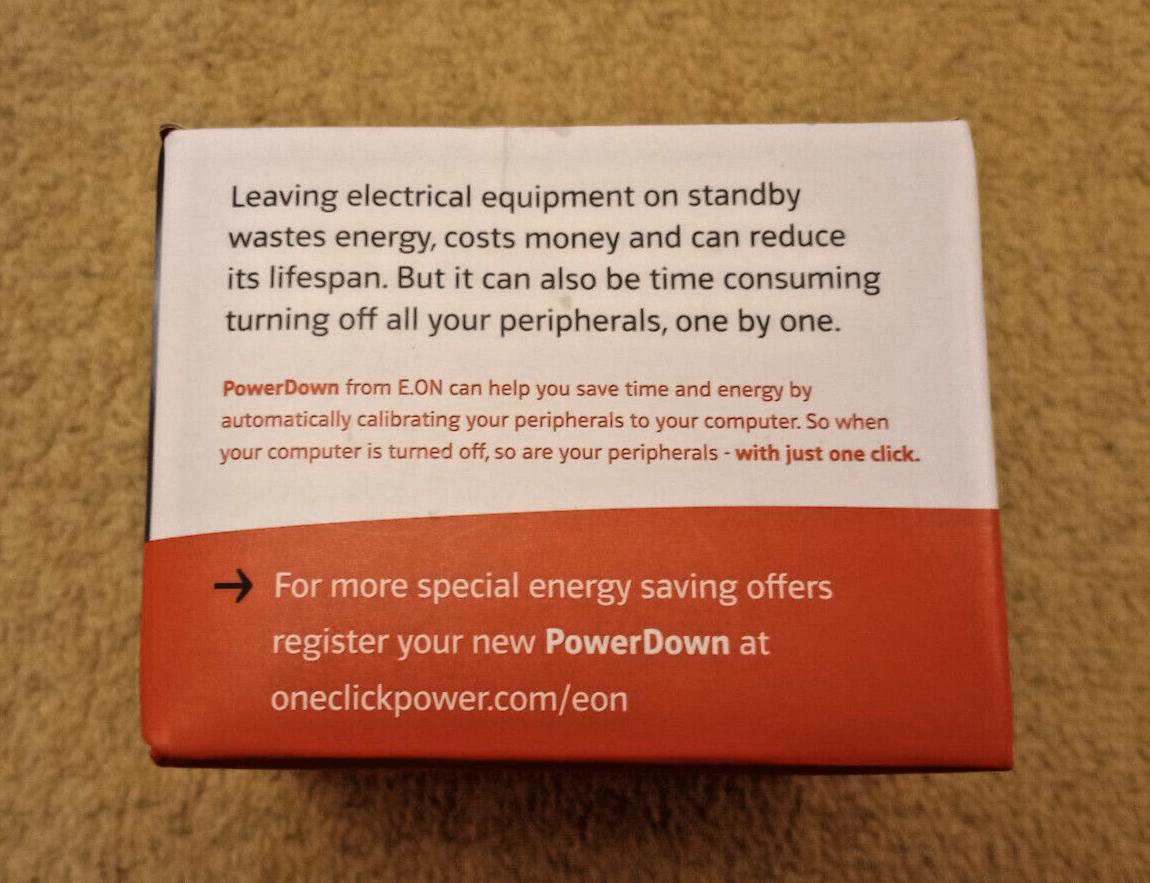 Leaving electrical equipment on standby
wastes energy, costs money and can reduce
its lifespan. But it can also be time consuming
turning off all your peripherals, one by one.
PowerDown from E.ON can help you save time and energy by
automatically calibrating your peripherals to your computer. So when
your computer is turned off, so are your peripherals - with just one click.
→ For more special energy saving offers
register your new PowerDown at
oneclickpower.com/eon